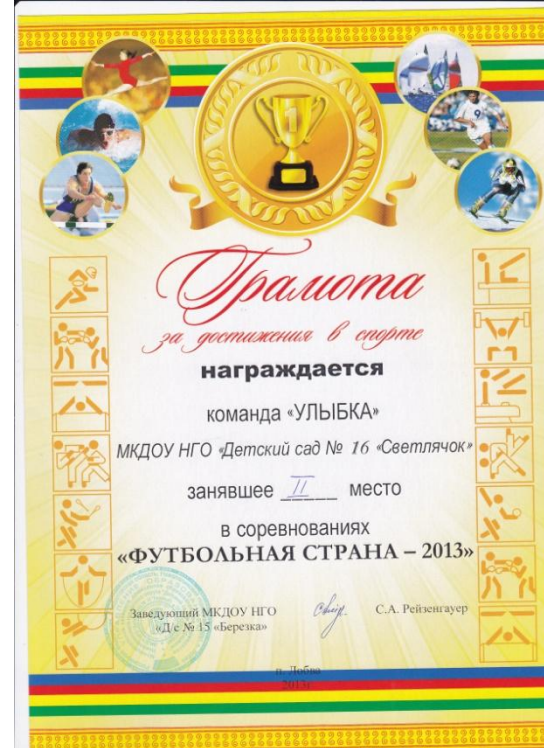 1
Грамота
за достижения в спорте
награждается
команда «УЛЫБКА»
МКДОУ НГО «Детский сад № 16 «Светлячок»
занявшее II место
в соревнованиях
«ФУТБОЛЬНАЯ СТРАНА – 2013»
Заведующий МКДОУ НГО С.А. Рейзенгауер
«Д/с № 15 «Березка»
п. Лобва
2013г.